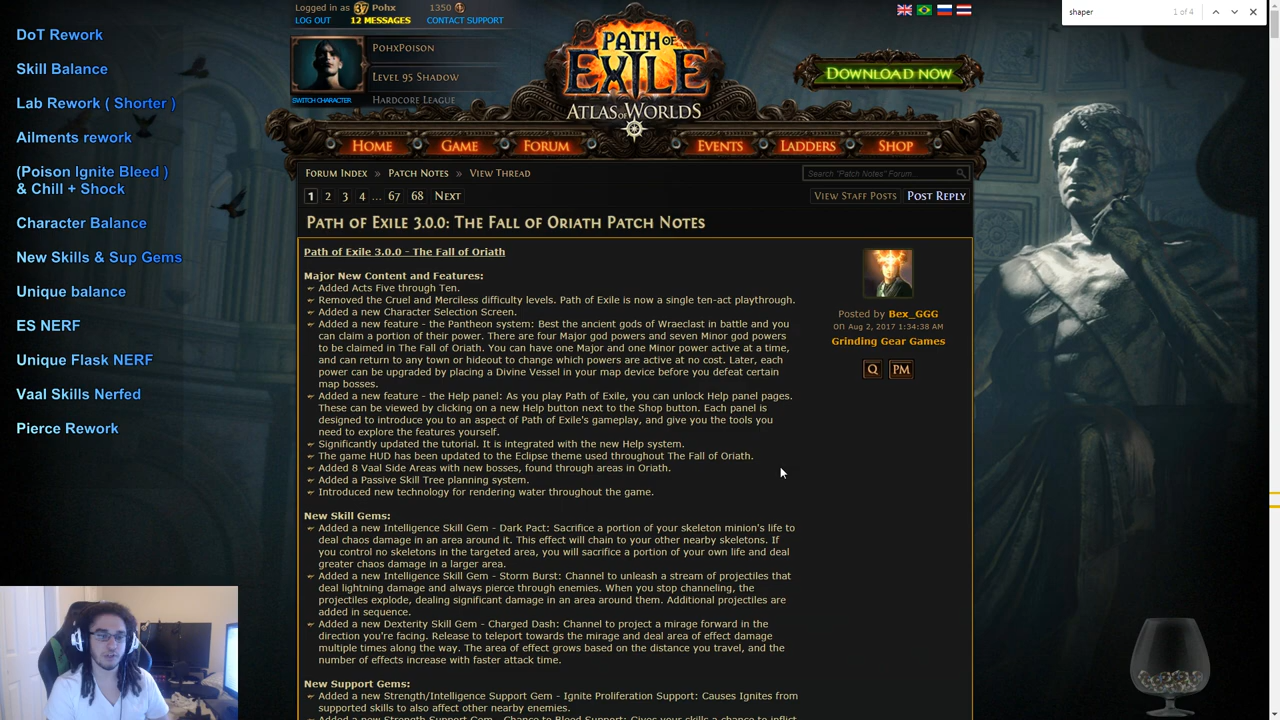 DoT Rework
Skill Balance
Lab Rework ( Shorter )
Ailments rework
(Poison Ignite Bleed )
& Chill + Shock
Character Balance
New Skills & Sup Gems
Unique balance
ES NERF
Unique Flask NERF
Vaal Skills Nerfed
Pierce Rework
Logged in as Pohx 1350
LOG OUT 12 MESSAGES CONTACT SUPPORT
PohxPoison
Level 95 Shadow
Hardcore League
SWITCH CHARACTER
PATH OF EXILE
ATLAS OF WORLDS
DOWNLOAD NOW
shaper 1 of 4
HOME GAME FORUM EVENTS LADDERS SHOP
Forum Index » Patch Notes » View Thread
Search "Patch Notes" Forum...
1 2 3 4 ... 67 68 Next
View Staff Posts Post Reply
Path of Exile 3.0.0: The Fall of Oriath Patch Notes
Path of Exile 3.0.0 - The Fall of Oriath
Major New Content and Features:
Added Acts Five through Ten.
Removed the Cruel and Merciless difficulty levels. Path of Exile is now a single ten-act playthrough.
Added a new Character Selection Screen.
Added a new feature - the Pantheon system: Best the ancient gods of Wraeclast in battle and you
can claim a portion of their power. There are four Major god powers and seven Minor god powers
to be claimed in The Fall of Oriath. You can have one Major and one Minor power active at a time,
and can return to any town or hideout to change which powers are active at no cost. Later, each
power can be upgraded by placing a Divine Vessel in your map device before you defeat certain
map bosses.
Added a new feature - the Help panel: As you play Path of Exile, you can unlock Help panel pages.
These can be viewed by clicking on a new Help button next to the Shop button. Each panel is
designed to introduce you to an aspect of Path of Exile's gameplay, and give you the tools you
need to explore the features yourself.
Significantly updated the tutorial. It is integrated with the new Help system.
The game HUD has been updated to the Eclipse theme used throughout The Fall of Oriath.
Added 8 Vaal Side Areas with new bosses, found through areas in Oriath.
Added a Passive Skill Tree planning system.
Introduced new technology for rendering water throughout the game.
Posted by Bex_GGG
on Aug 2, 2017 1:34:38 AM
Grinding Gear Games
Q PM
New Skill Gems:
Added a new Intelligence Skill Gem - Dark Pact: Sacrifice a portion of your skeleton minion's life to
deal chaos damage in an area around it. This effect will chain to your other nearby skeletons. If
you control no skeletons in the targeted area, you will sacrifice a portion of your own life and deal
greater chaos damage in a larger area.
Added a new Intelligence Skill Gem - Storm Burst: Channel to unleash a stream of projectiles that
deal lightning damage and always pierce through enemies. When you stop channeling, the
projectiles explode, dealing significant damage in an area around them. Additional projectiles are
added in sequence.
Added a new Dexterity Skill Gem - Charged Dash: Channel to project a mirage forward in the
direction you're facing. Release to teleport towards the mirage and deal area of effect damage
multiple times along the way. The area of effect grows based on the distance you travel, and the
number of effects increase with faster attack time.
New Support Gems:
Added a new Strength/Intelligence Support Gem - Ignite Proliferation Support: Causes Ignites from
supported skills to also affect other nearby enemies.
Added a new Strength Support Gem - Chance to Bleed Support: Gives your skills a chance to inflict